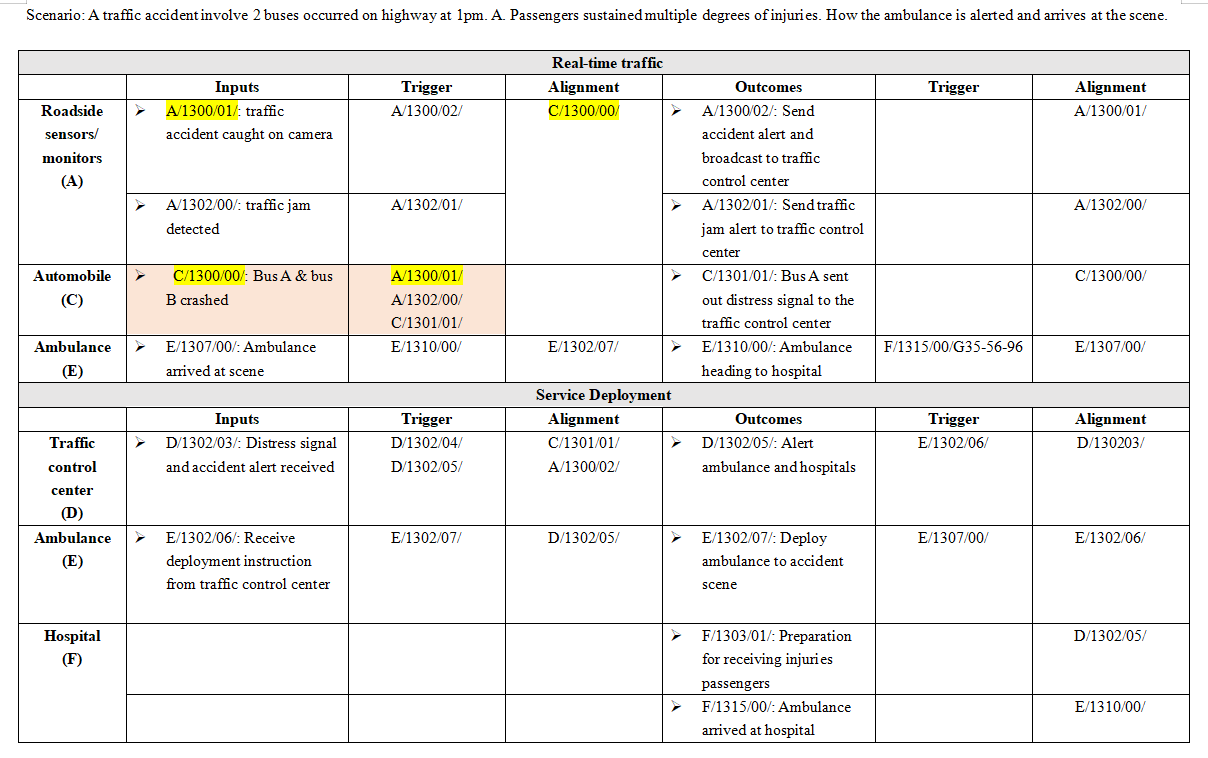 Scenario: A traffic accident involve 2 buses occurred on highway at 1pm. A. Passengers sustained multiple degrees of injuries. How the ambulance is alerted and arrives at the scene.
Real-time traffic
Inputs Trigger Alignment Outcomes Trigger Alignment
Roadside sensors/ monitors (A)
➢ A/1300/01/: traffic
accident caught on camera
A/1300/02/
C/1300/00/
➢ A/1300/02/: Send
accident alert and
broadcast to traffic
control center
A/1300/01/
➢ A/1302/00/: traffic jam
detected
A/1302/01/
➢ A/1302/01/: Send traffic
jam alert to traffic control
center
A/1302/00/
Automobile
(C)
➢ C/1300/00/: Bus A & bus
B crashed
A/1300/01/
A/1302/00/
C/1301/01/
➢ C/1301/01/: Bus A sent
out distress signal to the
traffic control center
C/1300/00/
Ambulance
(E)
➢ E/1307/00/: Ambulance
arrived at scene
E/1310/00/
E/1302/07/
➢ E/1310/00/: Ambulance
heading to hospital
F/1315/00/G35-56-96
E/1307/00/
Service Deployment
Inputs Trigger Alignment Outcomes Trigger Alignment
Traffic
control
center
(D)
➢ D/1302/03/: Distress signal
and accident alert received
D/1302/04/
D/1302/05/
C/1301/01/
A/1300/02/
➢ D/1302/05/: Alert
ambulance and hospitals
E/1302/06/
D/130203/
Ambulance
(E)
➢ E/1302/06/: Receive
deployment instruction
from traffic control center
E/1302/07/
D/1302/05/
➢ E/1302/07/: Deploy
ambulance to accident
scene
E/1307/00/
E/1302/06/
Hospital
(F)
➢ F/1303/01/: Preparation
for receiving injuries
passengers
D/1302/05/
➢ F/1315/00/: Ambulance
arrived at hospital
E/1310/00/